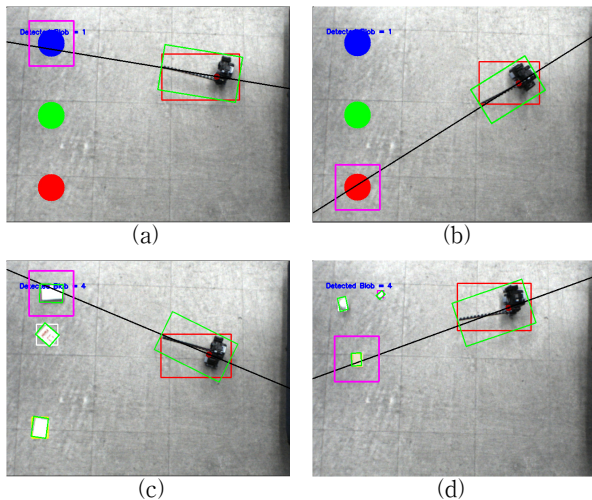 Detected Blob = 1
Detected Blob = 1
(a)
(b)
Detected Blob = 4
Detected Blob = 4
(c)
(d)